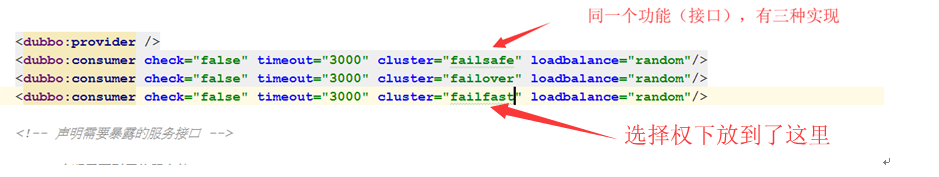 同一个功能（接口），有三种实现
<dubbo:provider />
<dubbo:consumer check="false" timeout="3000" cluster="failsafe" loadbalance="random"/>
<dubbo:consumer check="false" timeout="3000" cluster="failover" loadbalance="random"/>
<dubbo:consumer check="false" timeout="3000" cluster="failfast" loadbalance="random"/>
<!-- 声明需要暴露的服务接口 -->
选择权下放到了这里